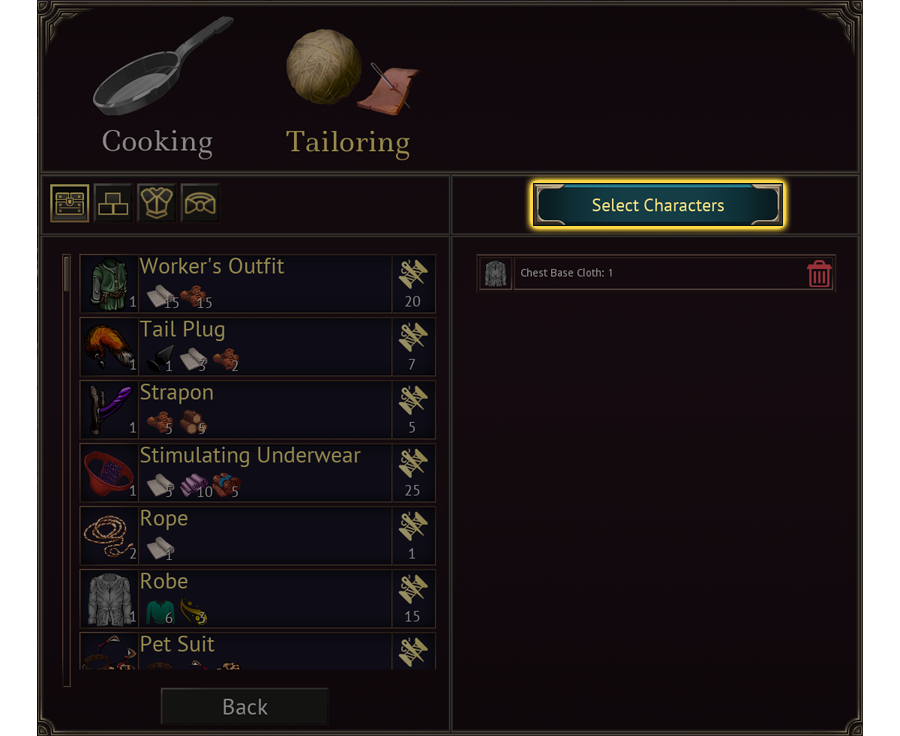 Cooking
Tailoring
Select Characters
Worker's Outfit
1
15
15
20
Chest Base Cloth: 1
Tail Plug
1
1
3
2
7
Strapon
1
5
5
5
Stimulating Underwear
1
5
10
5
25
Rope
2
1
1
Robe
1
6
3
15
Pet Suit
Back